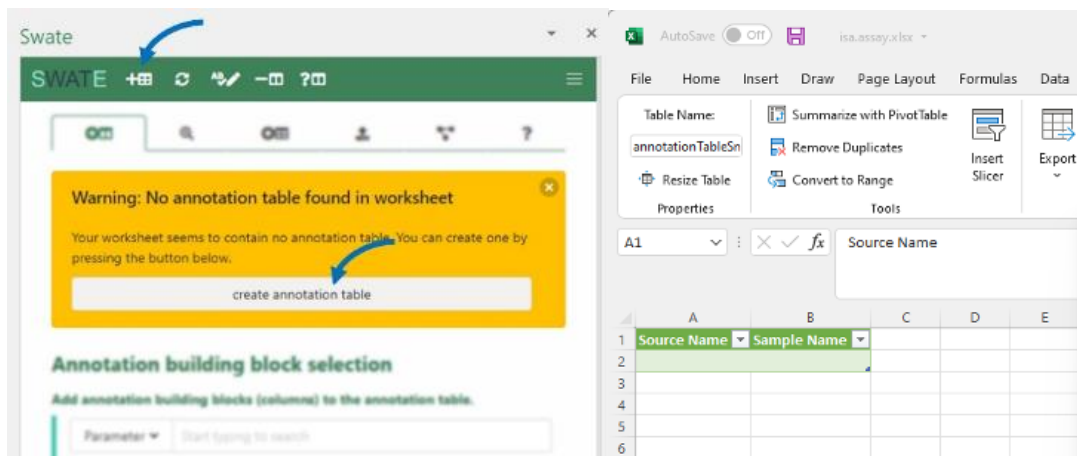 Swate
SWATE
?
Warning: No annotation table found in worksheet
Your worksheet seems to contain no annotation table. You can create one by
pressing the button below.
create annotation table
Annotation building block selection
Add annotation building blocks (columns) to the annotation table.
Parameter
Start typing to search
AutoSave Off
isa.assay.xlsx
File Home Insert Draw Page Layout Formulas Data
Table Name:
annotationTableSn
Resize Table
Properties
Summarize with PivotTable
Remove Duplicates
Convert to Range
Tools
Insert
Slicer
Export
A1
fx
Source Name
A B C D E
1 Source Name Sample Name
2
3
4
5
6